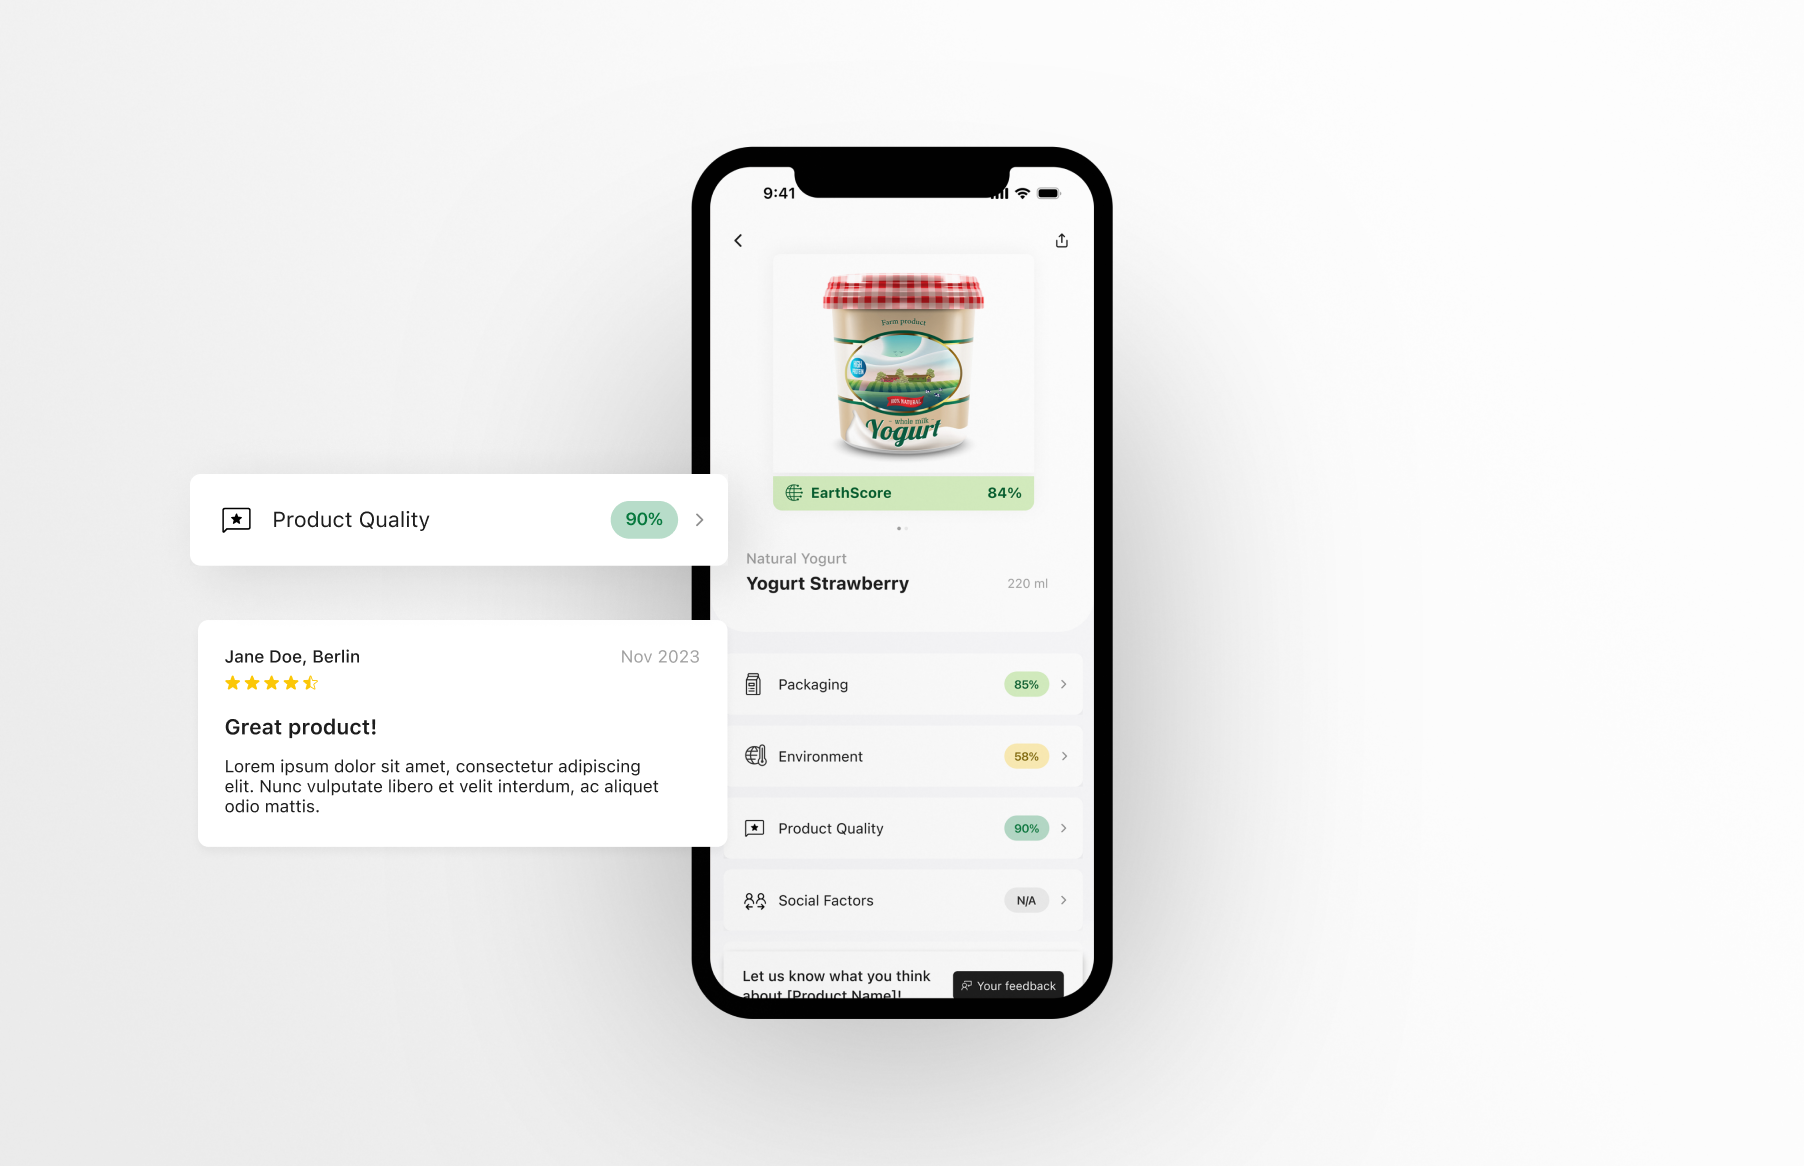 9:41
Farm product
HIGH
PROTEIN
100% NATURAL
whole milk
Yogurt
EarthScore 84%
Natural Yogurt
Yogurt Strawberry 220 ml
Product Quality 90%
Jane Doe, Berlin Nov 2023
Great product!
Lorem ipsum dolor sit amet, consectetur adipiscing
elit. Nunc vulputate libero et velit interdum, ac aliquet
odio mattis.
Packaging 85%
Environment 58%
Product Quality 90%
Social Factors N/A
Let us know what you think
about [Product Name]!
Your feedback